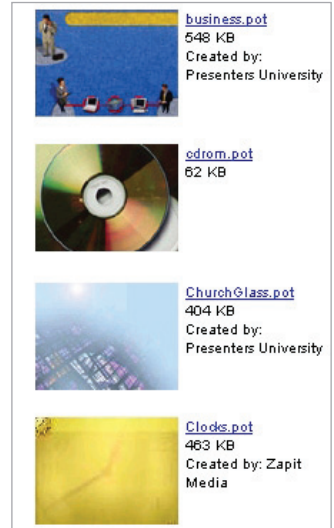 business.pot
548 KB
Created by:
Presenters University
cdrom.pot
62 KB
ChurchGlass.pot
404 KB
Created by:
Presenters University
Clocks.pot
463 KB
Created by: Zapit
Media